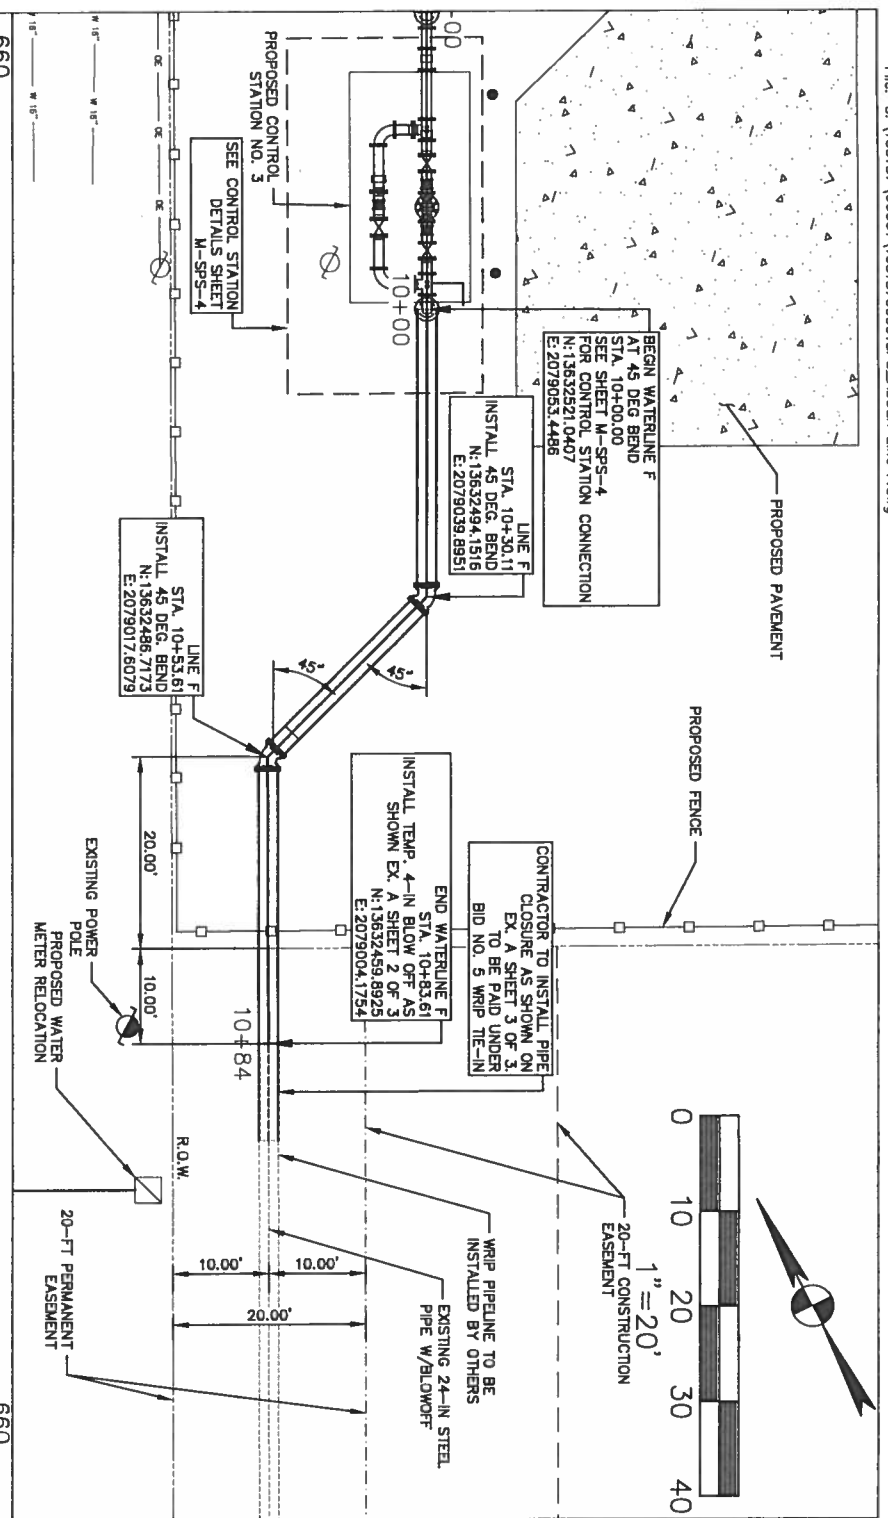 PROPOSED CONTROL
STATION NO. 3
SEE CONTROL STATION
DETAILS SHEET
M-SPS-4
W 16"
W 16"
W 16"
OE
OE
OE
00
10+00
BEGIN WATERLINE F
AT 45 DEG BEND
STA. 10+00.00
SEE SHEET M-SPS-4
FOR CONTROL STATION CONNECTION
N:13632521.0407
E:2079053.4486
PROPOSED PAVEMENT
LINE F
STA. 10+30.11
INSTALL 45 DEG. BEND
N:13632494.1516
E:2079039.8951
LINE F
STA. 10+53.61
INSTALL 45 DEG. BEND
N:13632486.7173
E:2079017.6079
45°
45°
PROPOSED FENCE
CONTRACTOR TO INSTALL PIPE
CLOSURE AS SHOWN ON
EX. A SHEET 3 OF 3.
TO BE PAID UNDER
BID NO. 5 WRIP TIE-IN
END WATERLINE F
STA. 10+83.61
INSTALL TEMP. 4-IN BLOW OFF AS
SHOWN EX. A SHEET 2 OF 3
N:13632459.8925
E:2079004.1754
20.00'
10.00'
10+84
EXISTING POWER
POLE
PROPOSED WATER
METER RELOCATION
R.O.W.
0
10
20
30
40
1"=20'
20-FT CONSTRUCTION
EASEMENT
WRIP PIPELINE TO BE
INSTALLED BY OTHERS
EXISTING 24-IN STEEL
PIPE W/BLOWOFF
10.00'
10.00'
20.00'
20-FT PERMANENT
EASEMENT
660
660